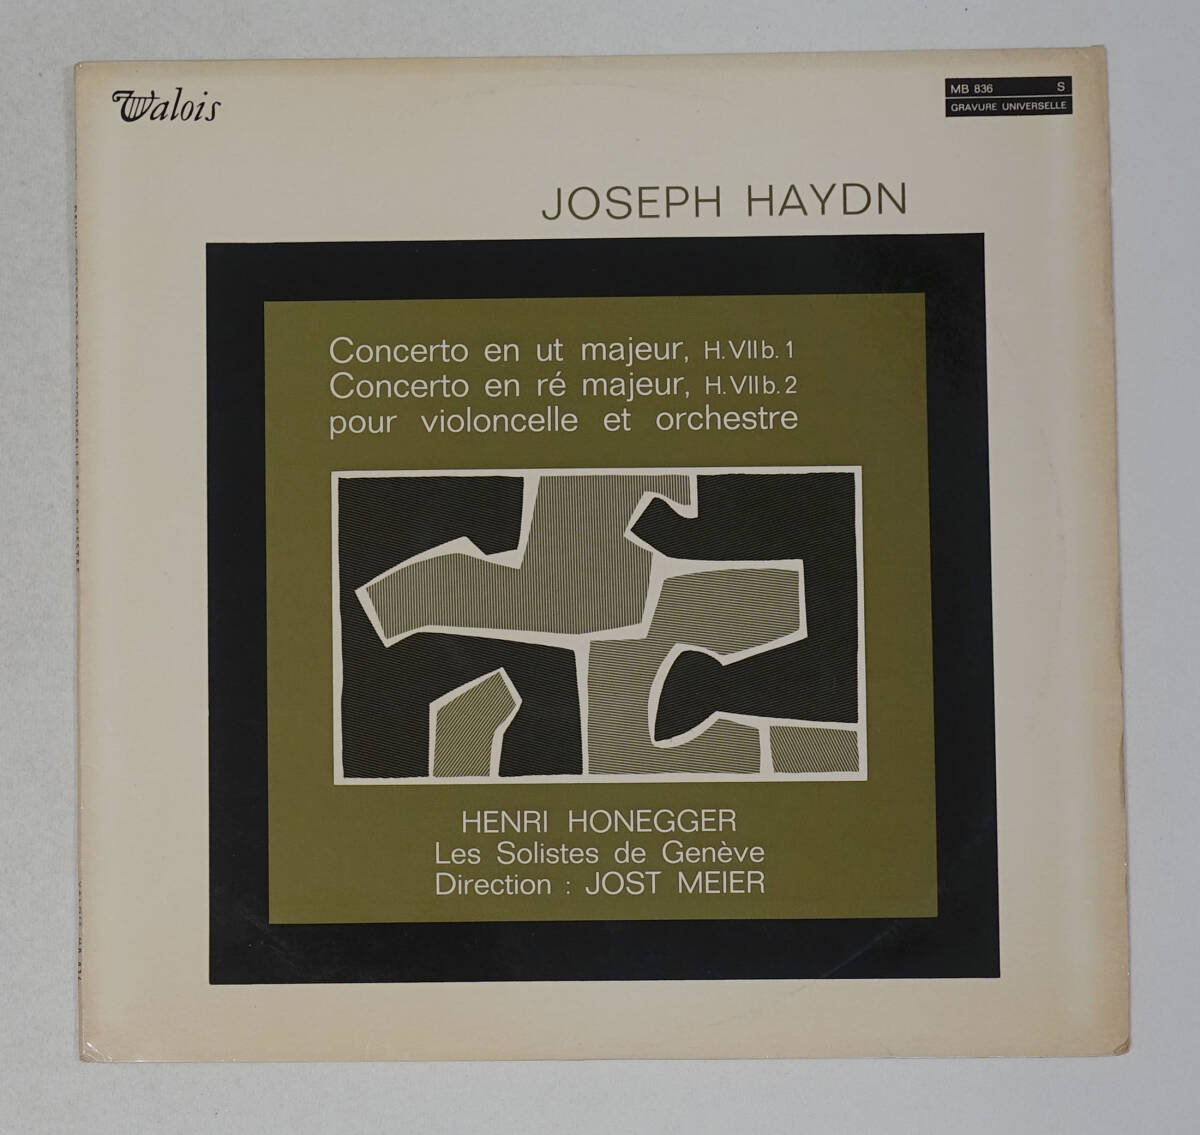 Valois
MB 836 S
GRAVURE UNIVERSELLE
JOSEPH HAYDN
Concerto en ut majeur, H.VIIb.1
Concerto en ré majeur, H.VIIb.2
pour violoncelle et orchestre
HENRI HONEGGER
Les Solistes de Genève
Direction : JOST MEIER